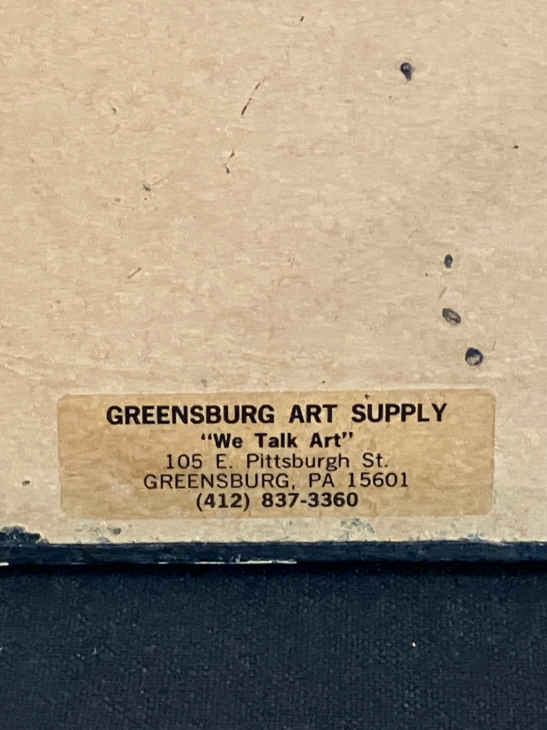 GREENSBURG ART SUPPLY
"We Talk Art"
105 E. Pittsburgh St.
GREENSBURG, PA 15601
(412) 837-3360